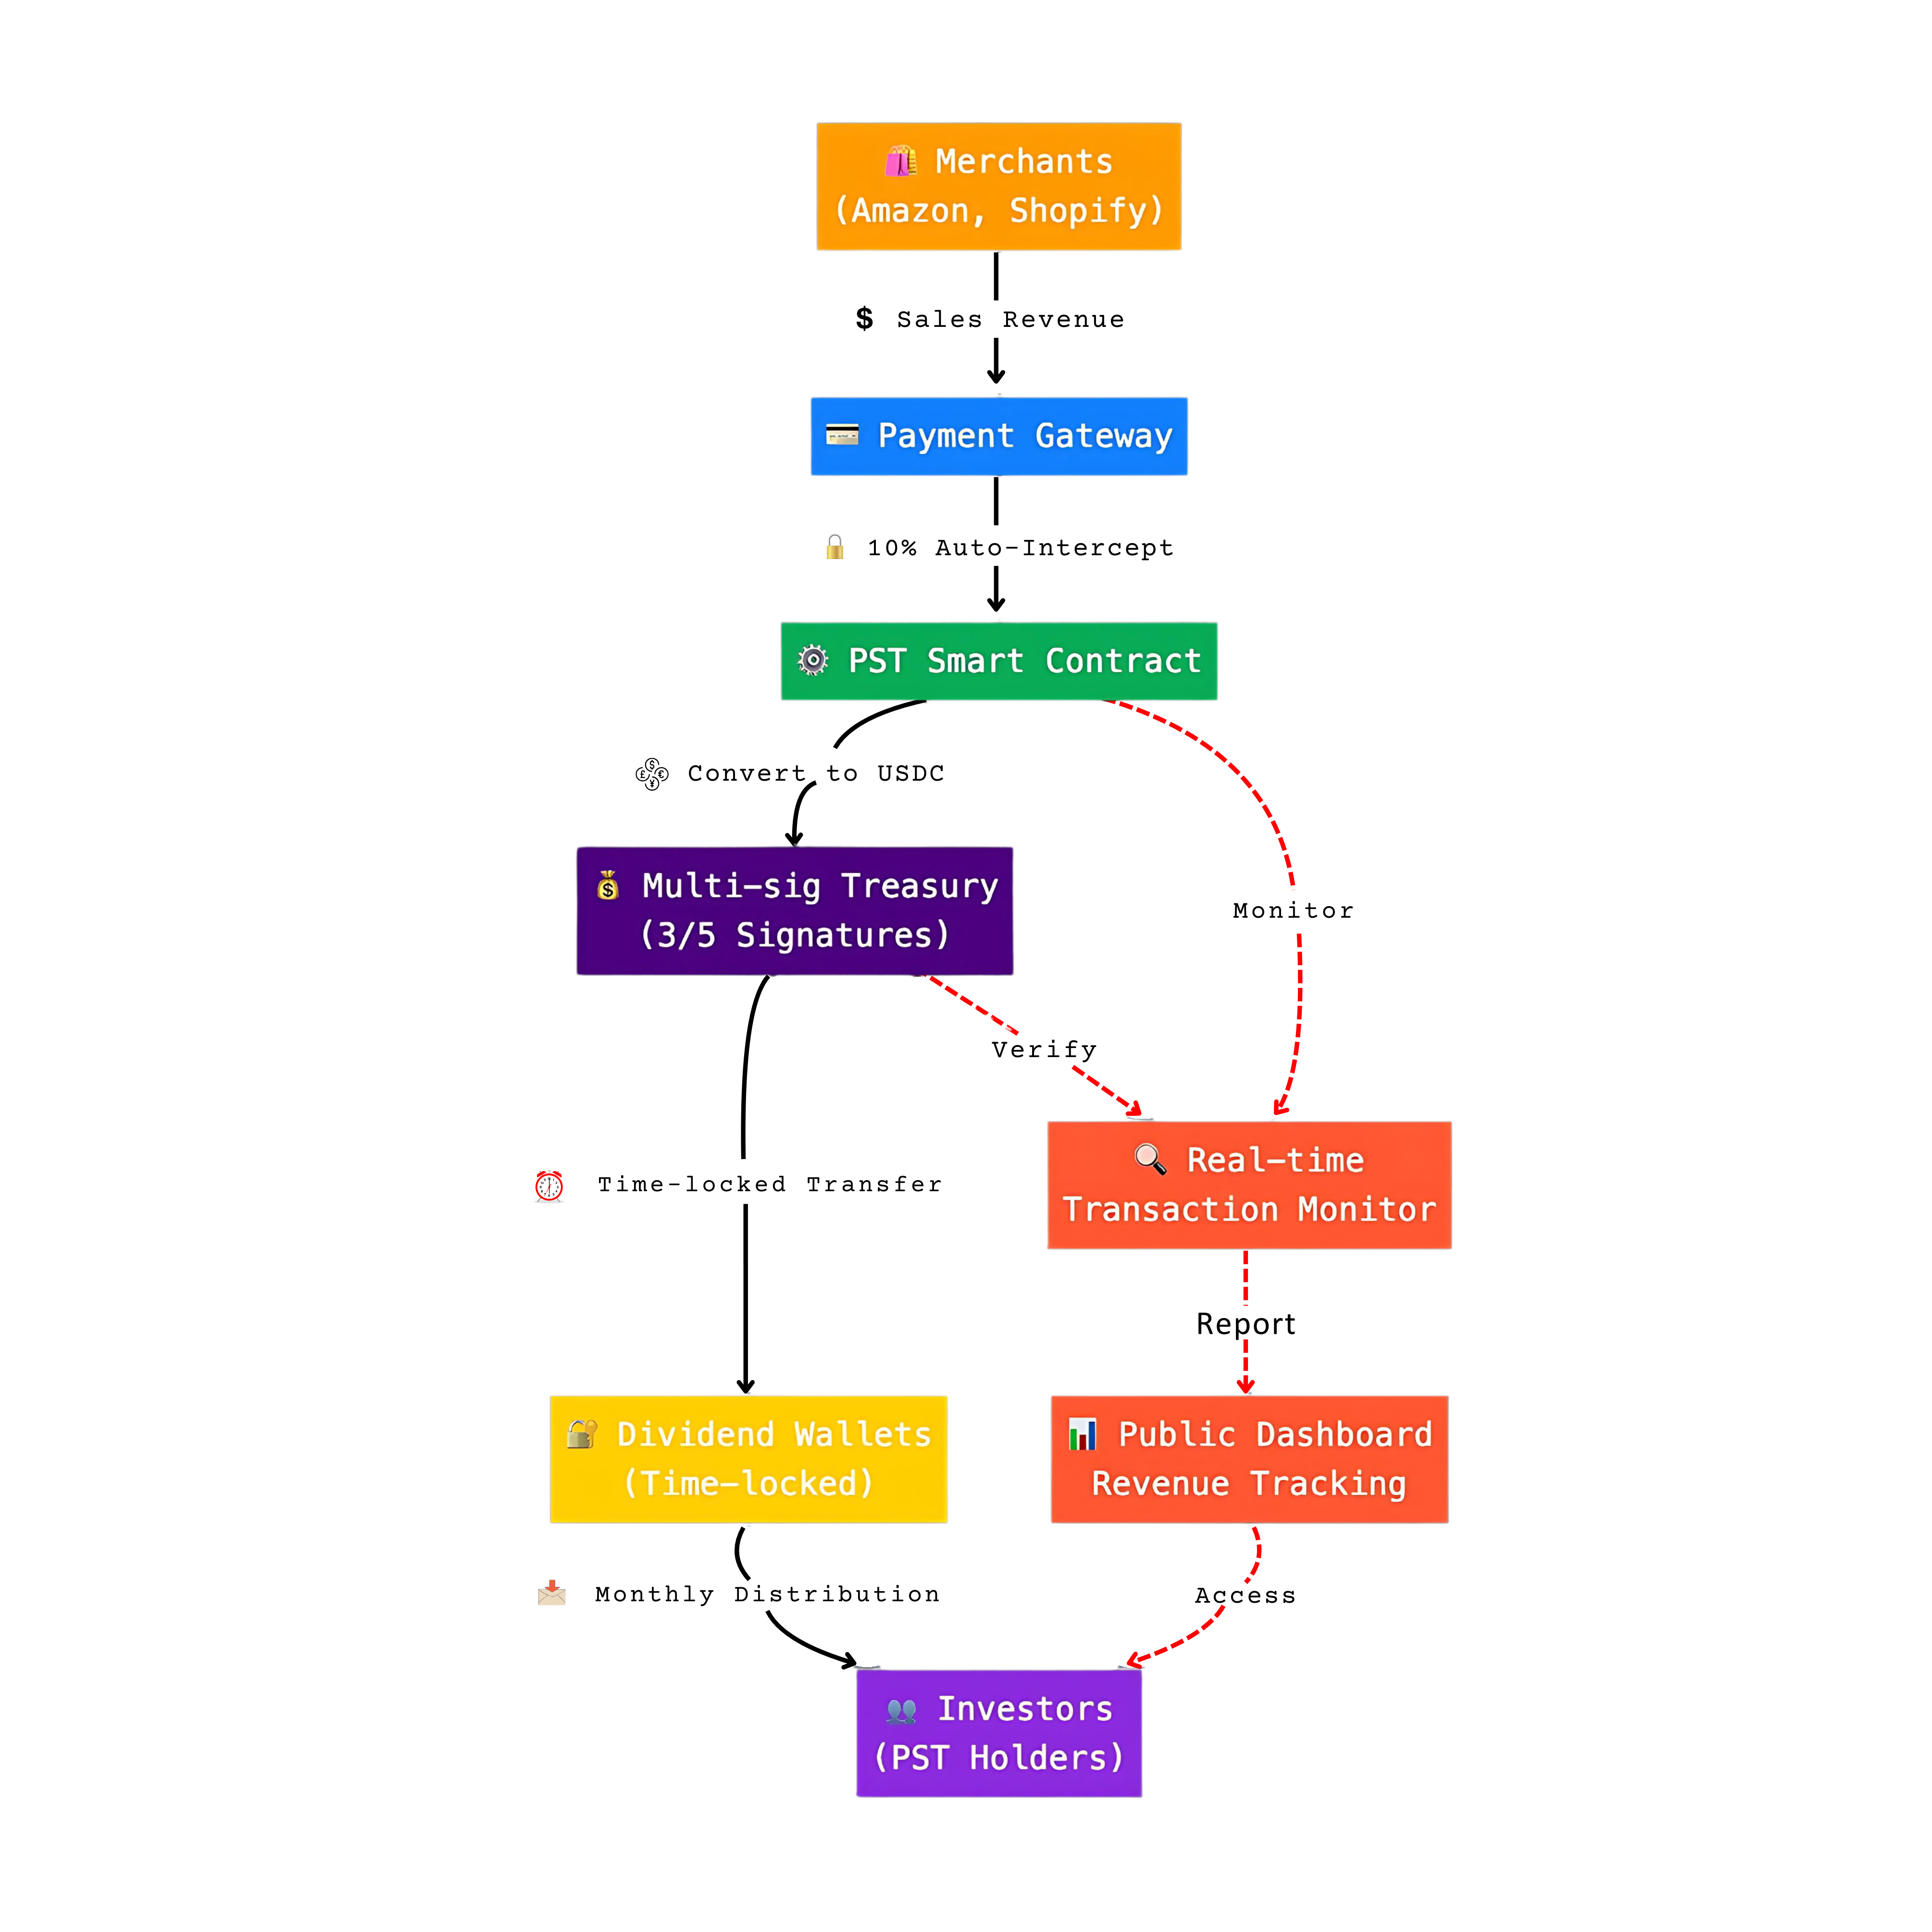 🛍️ Merchants
(Amazon, Shopify)
$ Sales Revenue
💳 Payment Gateway
🔒 10% Auto-Intercept
⚙️ PST Smart Contract
Convert to USDC
💰 Multi-sig Treasury
(3/5 Signatures)
Monitor
Verify
🔍 Real-time
Transaction Monitor
⏰ Time-locked Transfer
Report
🔐 Dividend Wallets
(Time-locked)
📊 Public Dashboard
Revenue Tracking
📩 Monthly Distribution
Access
👥 Investors
(PST Holders)